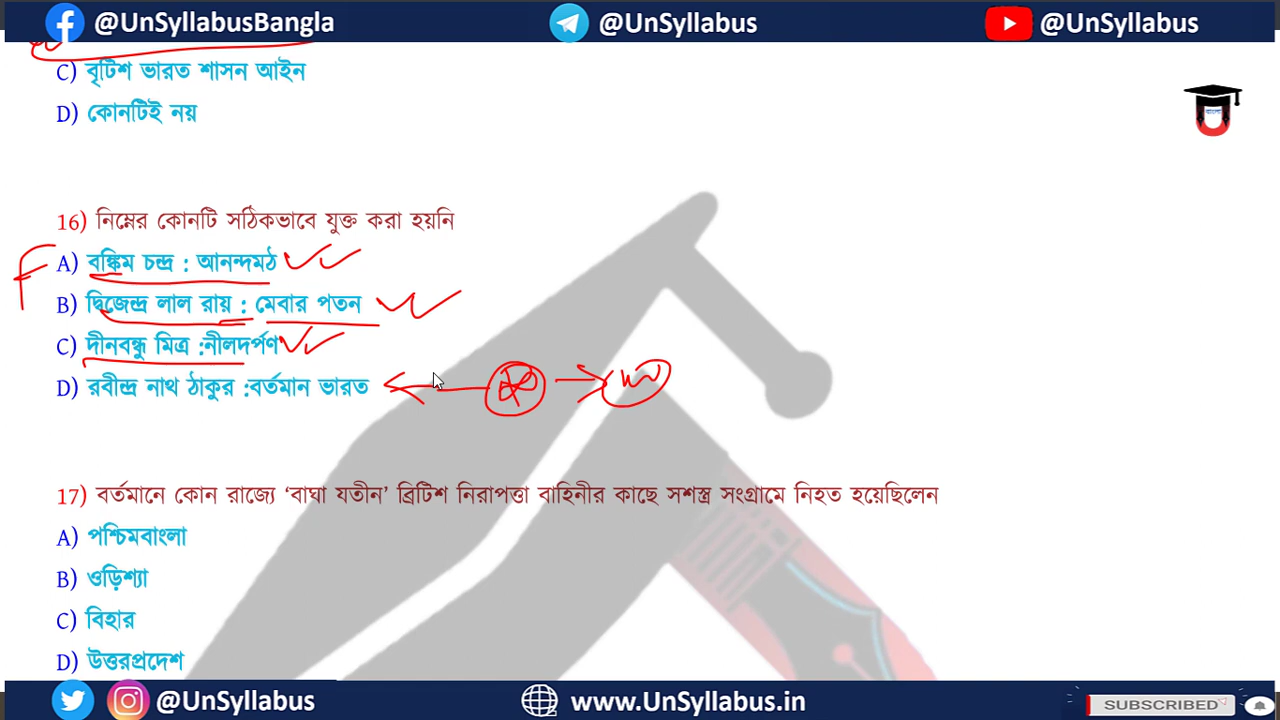 @UnSyllabusBangla @UnSyllabus @UnSyllabus
C) বৃটিশ ভারত শাসন আইন
D) কোনটিই নয়
বাংলা
16) নিম্নের কোনটি সঠিকভাবে যুক্ত করা হয়নি
A) বঙ্কিম চন্দ্র : আনন্দমঠ
B) দ্বিজেন্দ্র লাল রায় : মেবার পতন
C) দীনবন্ধু মিত্র :নীলদর্পণ
D) রবীন্দ্র নাথ ঠাকুর :বর্তমান ভারত
17) বর্তমানে কোন রাজ্যে ‘বাঘা যতীন’ ব্রিটিশ নিরাপত্তা বাহিনীর কাছে সশস্ত্র সংগ্রামে নিহত হয়েছিলেন
A) পশ্চিমবাংলা
B) ওড়িশ্যা
C) বিহার
D) উত্তরপ্রদেশ
@UnSyllabus www.UnSyllabus.in SUBSCRIBED